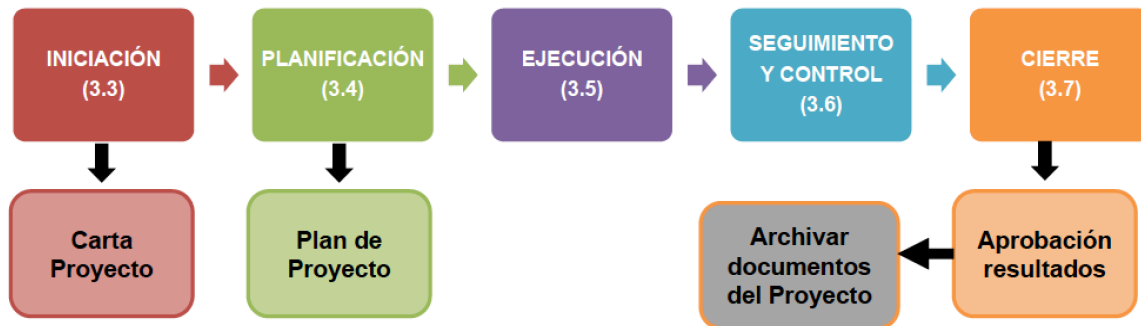 INICIACIÓN
(3.3)
PLANIFICACIÓN
(3.4)
EJECUCIÓN
(3.5)
SEGUIMIENTO
Y CONTROL
(3.6)
CIERRE
(3.7)
Carta
Proyecto
Plan de
Proyecto
Archivar
documentos
del Proyecto
Aprobación
resultados